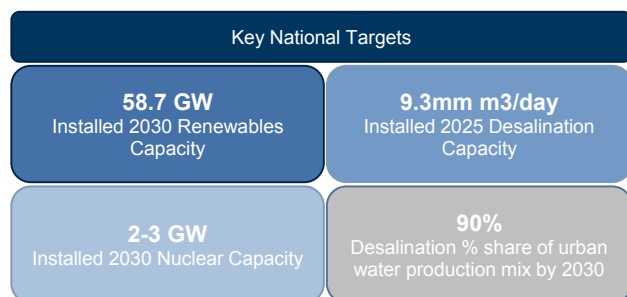 Key National Targets
58.7 GW
Installed 2030 Renewables
Capacity
9.3mm m3/day
Installed 2025 Desalination
Capacity
2-3 GW
Installed 2030 Nuclear Capacity
90%
Desalination % share of urban
water production mix by 2030